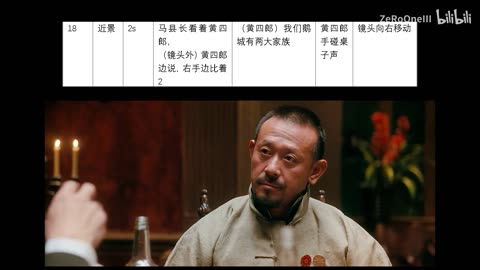 ZeRoOneIII bilibili
18 近景 2s 马县长看着黄四 （黄四郎）我们鹅 黄四郎 镜头向右移动
郎， 城有两大家族 手碰桌
（镜头外）黄四郎 子声
边说，右手边比着
2